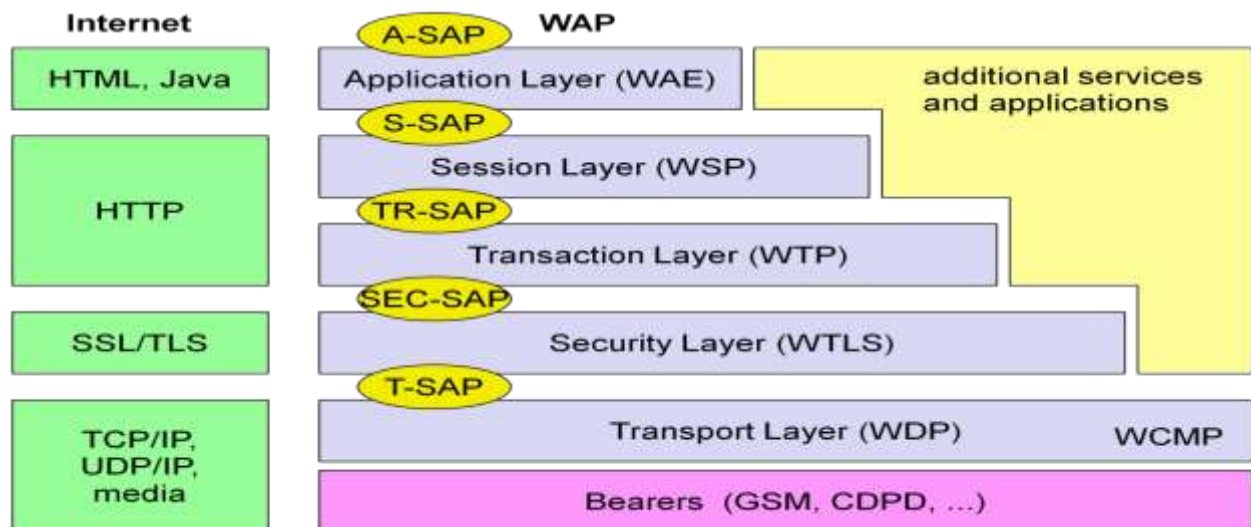 Internet
WAP
A-SAP
HTML, Java
Application Layer (WAE)
additional services
and applications
S-SAP
HTTP
Session Layer (WSP)
TR-SAP
Transaction Layer (WTP)
SEC-SAP
SSL/TLS
Security Layer (WTLS)
T-SAP
TCP/IP,
UDP/IP,
media
Transport Layer (WDP)
WCMP
Bearers (GSM, CDPD, ...)